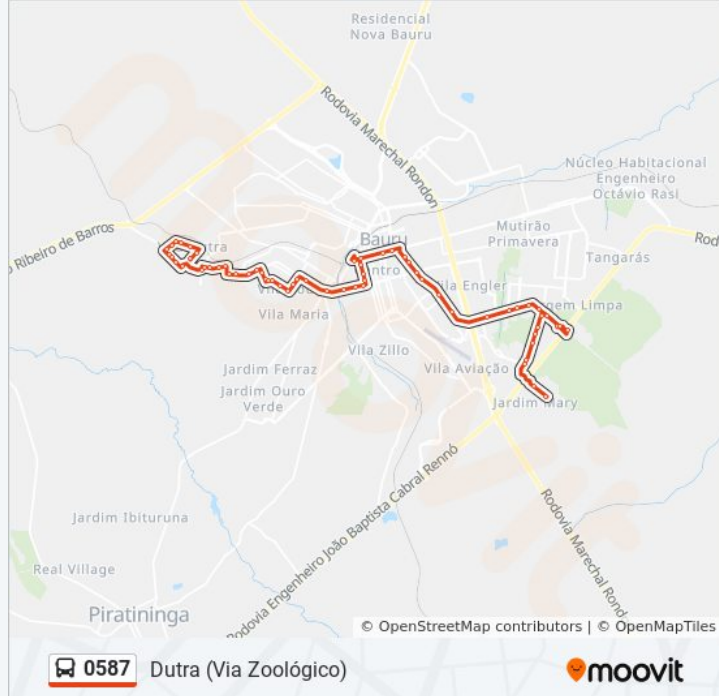 Residencial
Nova Bauru
Rodovia Marechal Rondon
Núcleo Habitacional
Engenheiro
Octávio Rasi
Mutirão
Primavera
o Ribeiro de Barros
Bauru
Tangarás
Rod
Vila Engler
Vila Maria
Vila Zillo
Jardim Ferraz
Vila Aviação
Jardim Ouro
Verde
Jardim Mary
Rodovia Engenheiro João Baptista Cabral Rennó
Rodovia Marechal Rond
Jardim Ibituruna
Real Village
Piratininga
© OpenStreetMap contributors | © OpenMapTiles
0587 Dutra (Via Zoológico)
moovit